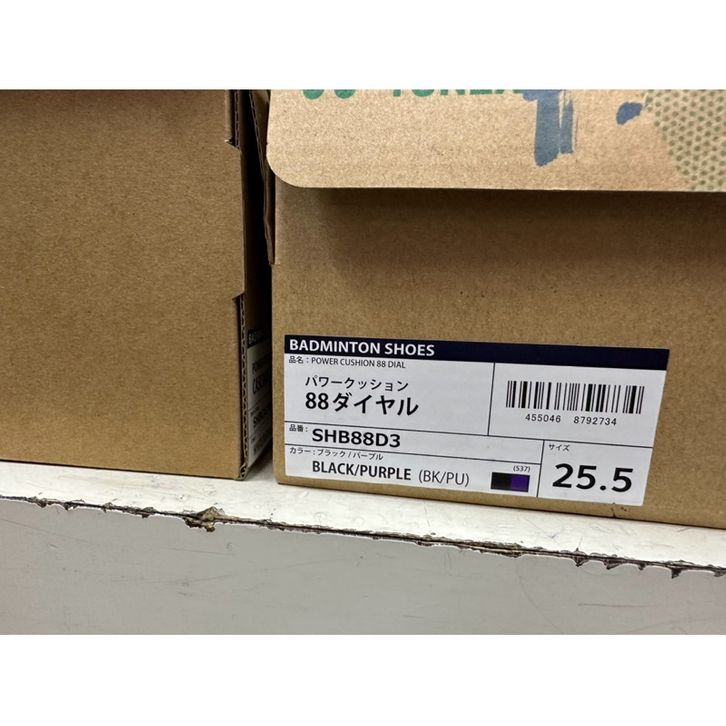 BADMINTON SHOES
品名：POWER CUSHION 88 DIAL
パワークッション
88ダイヤル
455046 8792734
品番：
SHB88D3
カラー：ブラック / パープル
BLACK/PURPLE (BK/PU)
(537)
サイズ
25.5